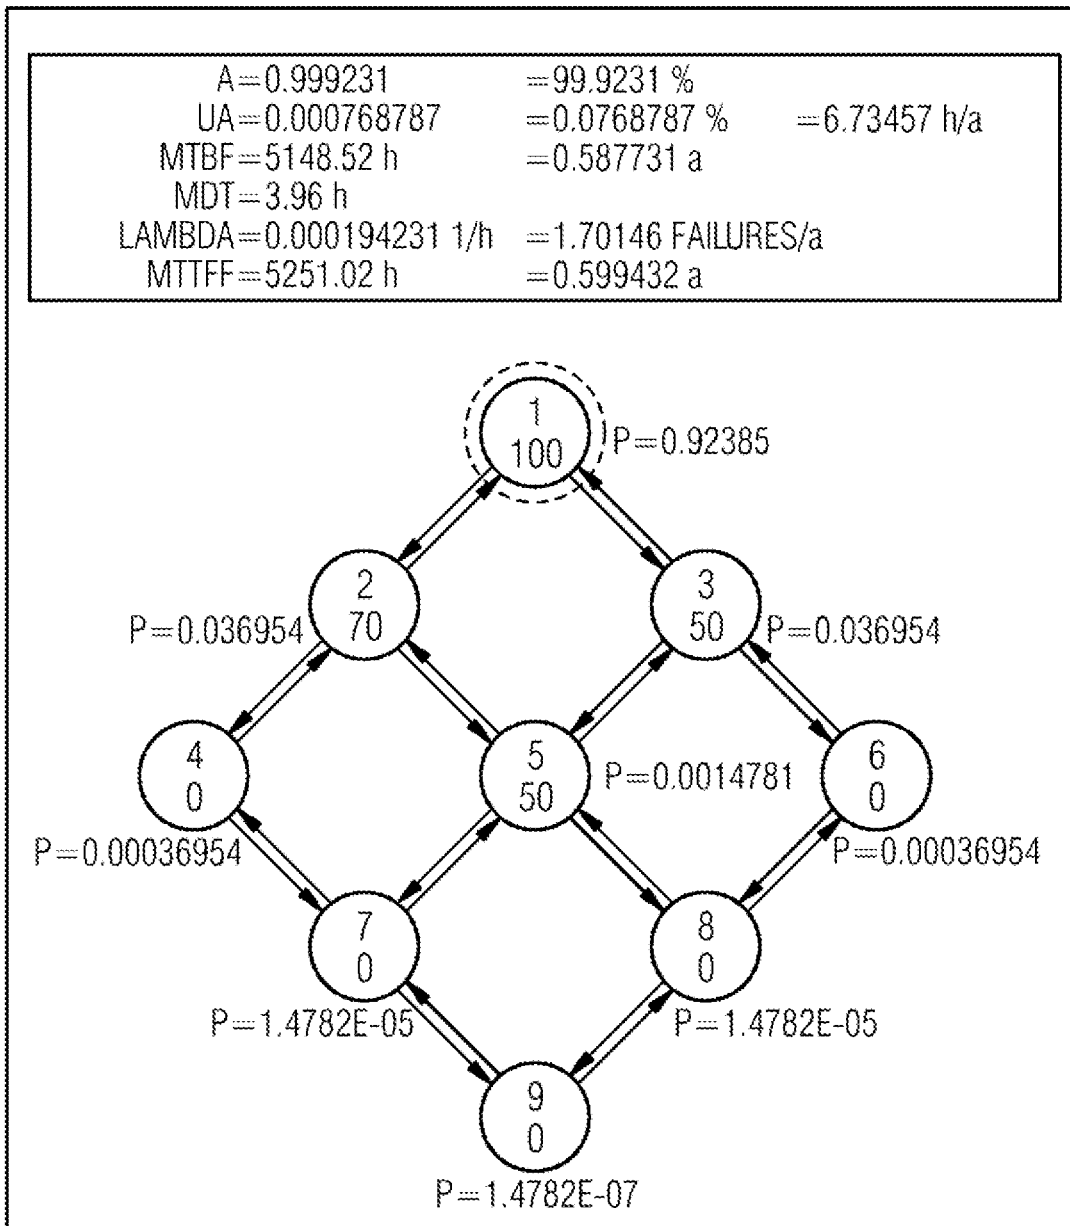 A=0.999231 =99.9231 %
UA=0.000768787 =0.0768787 % =6.73457 h/a
MTBF=5148.52 h =0.587731 a
MDT=3.96 h
LAMBDA=0.000194231 1/h =1.70146 FAILURES/a
MTTFF=5251.02 h =0.599432 a
1
100
P=0.92385
2
70
P=0.036954
3
50
P=0.036954
4
0
P=0.00036954
5
50
P=0.0014781
6
0
P=0.00036954
7
0
P=1.4782E-05
8
0
P=1.4782E-05
9
0
P=1.4782E-07